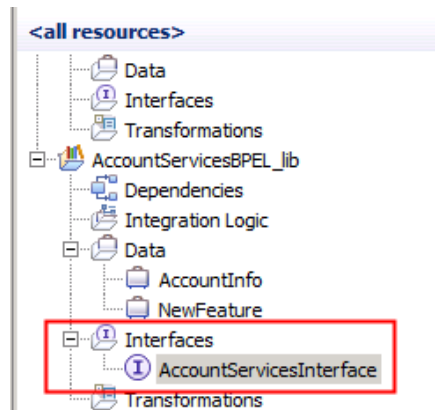 <all resources>
Data
Interfaces
Transformations
AccountServicesBPEL_lib
Dependencies
Integration Logic
Data
AccountInfo
NewFeature
Interfaces
AccountServicesInterface
Transformations